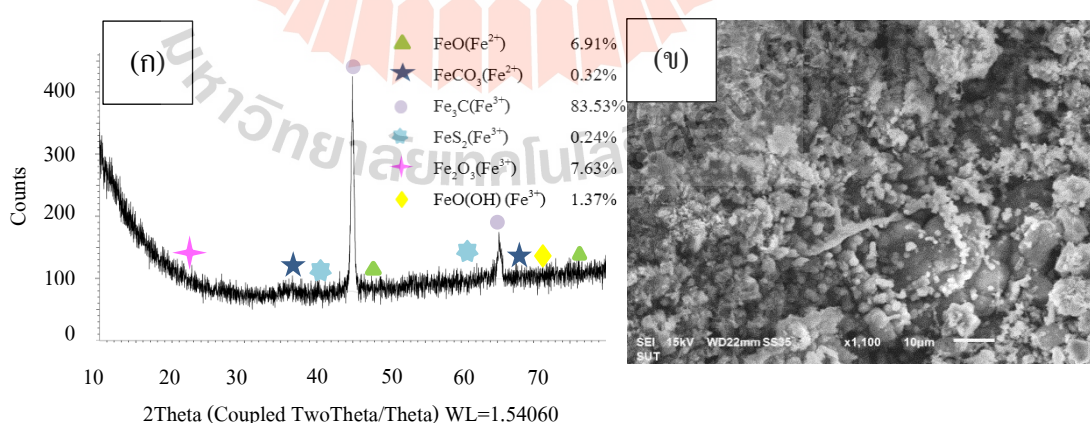 (ก)
FeO(Fe²⁺) 6.91%
FeCO₃(Fe²⁺) 0.32%
Fe₃C(Fe³⁺) 83.53%
FeS₂(Fe³⁺) 0.24%
Fe₂O₃(Fe³⁺) 7.63%
FeO(OH) (Fe³⁺) 1.37%
Counts
400
300
200
100
0
10 20 30 40 50 60 70
2Theta (Coupled TwoTheta/Theta) WL=1.54060
(ข)
SEI 15kV WD22mm SS35 x1,100 10µm
SUT